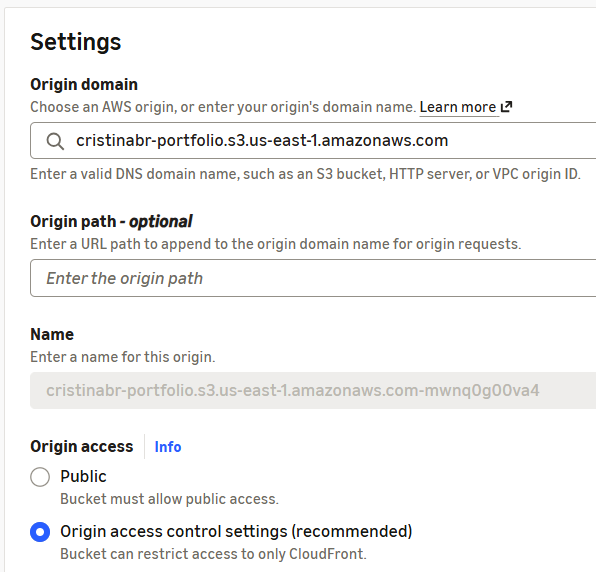 Settings
Origin domain
Choose an AWS origin, or enter your origin's domain name. Learn more
cristinabr-portfolio.s3.us-east-1.amazonaws.com
Enter a valid DNS domain name, such as an S3 bucket, HTTP server, or VPC origin ID.
Origin path - optional
Enter a URL path to append to the origin domain name for origin requests.
Enter the origin path
Name
Enter a name for this origin.
cristinabr-portfolio.s3.us-east-1.amazonaws.com-mwnq0g00va4
Origin access Info
Public
Bucket must allow public access.
Origin access control settings (recommended)
Bucket can restrict access to only CloudFront.